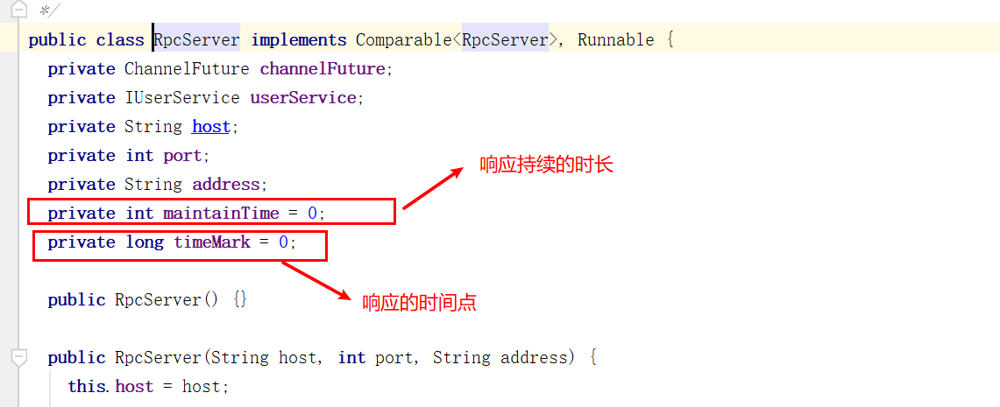 */
public class RpcServer implements Comparable<RpcServer>, Runnable {
private ChannelFuture channelFuture;
private IUserService userService;
private String host;
private int port;
响应持续的时长
private String address;
private int maintainTime = 0;
private long timeMark = 0;
public RpcServer() {}
响应的时间点
public RpcServer(String host, int port, String address) {
this.host = host;